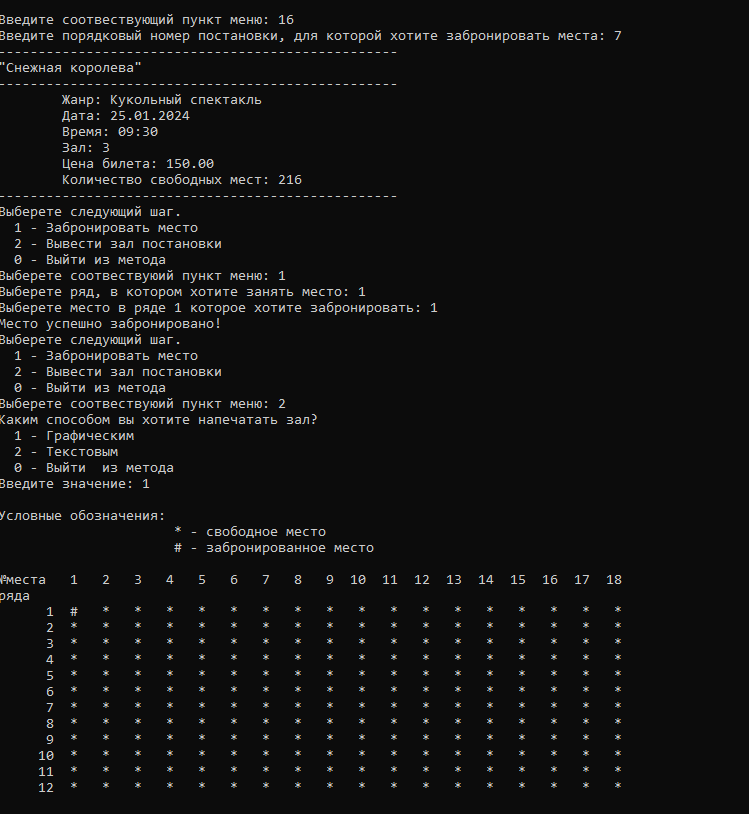 Введите соотвествующий пункт меню: 16
Введите порядковый номер постановки, для которой хотите забронировать места: 7
--------------------------------------------------
"Снежная королева"
--------------------------------------------------
Жанр: Кукольный спектакль
Дата: 25.01.2024
Время: 09:30
Зал: 3
Цена билета: 150.00
Количество свободных мест: 216
--------------------------------------------------
Выберете следующий шаг.
1 - Забронировать место
2 - Вывести зал постановки
0 - Выйти из метода
Выберете соотвествуюий пункт меню: 1
Выберете ряд, в котором хотите занять место: 1
Выберете место в ряде 1 которое хотите забронировать: 1
Место успешно забронировано!
Выберете следующий шаг.
1 - Забронировать место
2 - Вывести зал постановки
0 - Выйти из метода
Выберете соотвествуюий пункт меню: 2
Каким способом вы хотите напечатать зал?
1 - Графическим
2 - Текстовым
0 - Выйти  из метода
Введите значение: 1
Условные обозначения:
* - свободное место
# - забронированное место
№места 1 2 3 4 5 6 7 8 9 10 11 12 13 14 15 16 17 18
ряда
1 # * * * * * * * * * * * * * * * * *
2 * * * * * * * * * * * * * * * * * *
3 * * * * * * * * * * * * * * * * * *
4 * * * * * * * * * * * * * * * * * *
5 * * * * * * * * * * * * * * * * * *
6 * * * * * * * * * * * * * * * * * *
7 * * * * * * * * * * * * * * * * * *
8 * * * * * * * * * * * * * * * * * *
9 * * * * * * * * * * * * * * * * * *
10 * * * * * * * * * * * * * * * * * *
11 * * * * * * * * * * * * * * * * * *
12 * * * * * * * * * * * * * * * * * *